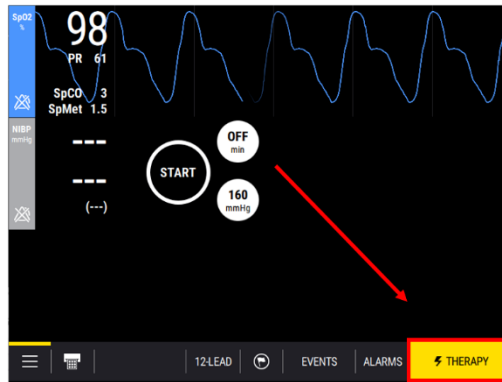 SpO2
%
98
PR 61
SpCO 3
SpMet 1.5
NIBP
mmHg
---
---
(---)
START
OFF
min
160
mmHg
12-LEAD
EVENTS
ALARMS
THERAPY